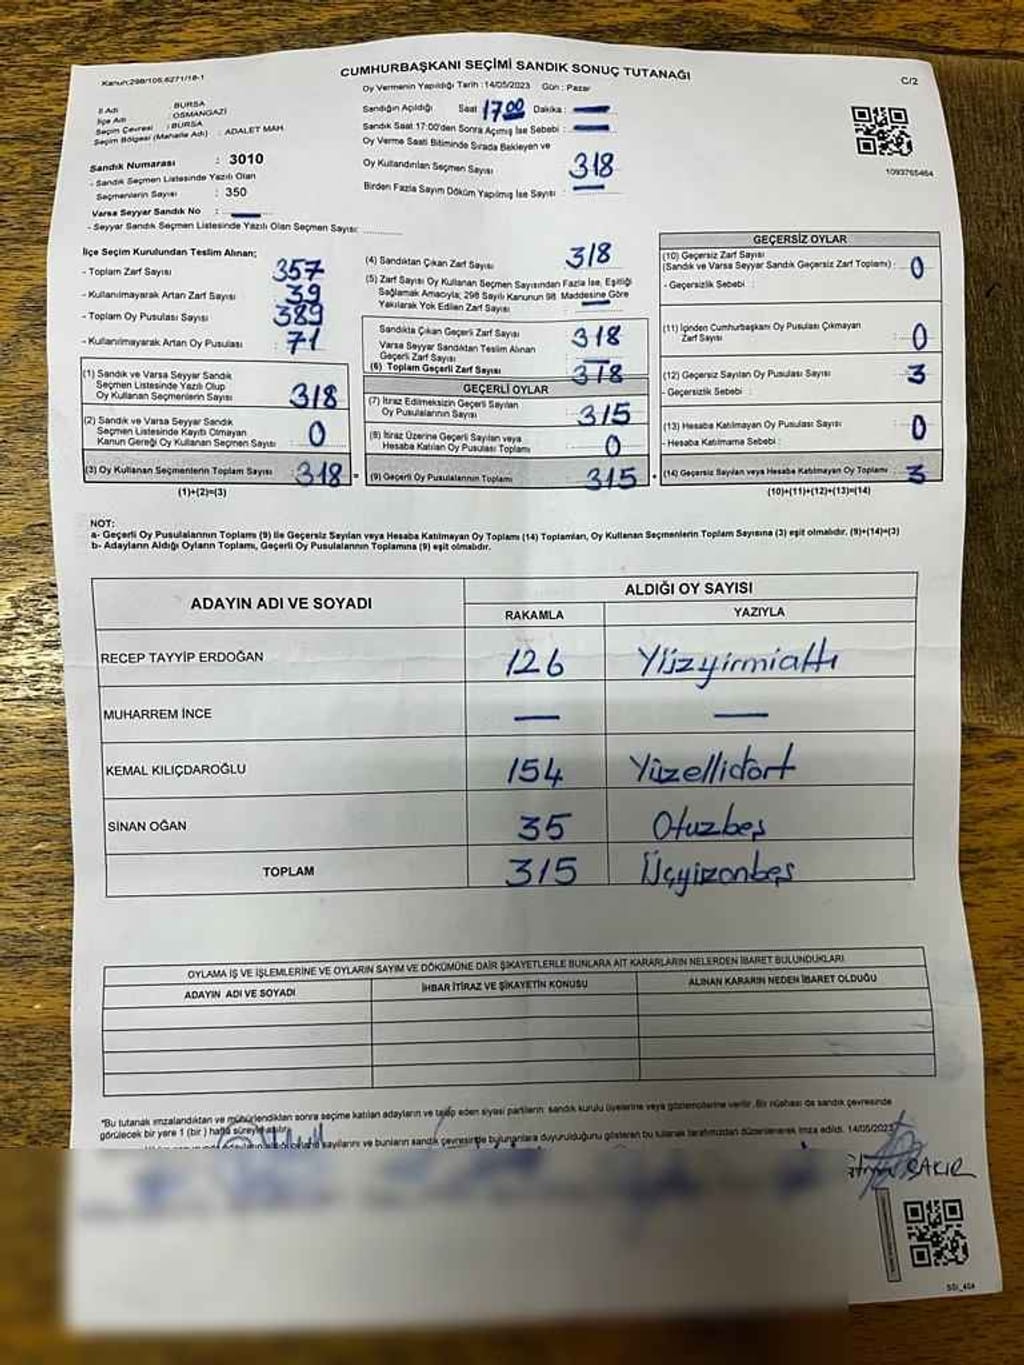 Kanun:298/105,6271/18-1
CUMHURBAŞKANI SEÇİMİ SANDIK SONUÇ TUTANAĞI
C/2
Oy Vermenin Yapıldığı Tarih :14/05/2023 Gün : Pazar
İl Adı : BURSA
İlçe Adı : OSMANGAZİ
Seçim Çevresi : BURSA
Seçim Bölgesi (Mahalle Adı) : ADALET MAH.
Sandığın Açıldığı Saat : 17.00 Dakika : —
Sandık Saat 17:00'den Sonra Açılmış İse Sebebi : —
Oy Verme Saati Bitiminde Sırada Bekleyen ve
Oy Kullandırılan Seçmen Sayısı 318
Birden Fazla Sayım Döküm Yapılmış İse Sayısı : —
1093765464
Sandık Numarası : 3010
- Sandık Seçmen Listesinde Yazılı Olan
Seçmenlerin Sayısı : 350
Varsa Seyyar Sandık No : —
- Seyyar Sandık Seçmen Listesinde Yazılı Olan Seçmen Sayısı: ............
İlçe Seçim Kurulundan Teslim Alınan;
- Toplam Zarf Sayısı : 357
- Kullanılmayarak Artan Zarf Sayısı : 39
- Toplam Oy Pusulası Sayısı : 389
- Kullanılmayarak Artan Oy Pusulası : 71
(1) Sandık ve Varsa Seyyar Sandık
Seçmen Listesinde Yazılı Olup
Oy Kullanan Seçmenlerin Sayısı : 318
(2) Sandık ve Varsa Seyyar Sandık
Seçmen Listesinde Kayıtlı Olmayan
Kanun Gereği Oy Kullanan Seçmen Sayısı : 0
(3) Oy Kullanan Seçmenlerin Toplam Sayısı : 318 =
(1)+(2)=(3)
(4) Sandıktan Çıkan Zarf Sayısı : 318
(5) Zarf Sayısı Oy Kullanan Seçmen Sayısından Fazla İse, Eşitliği
Sağlamak Amacıyla; 298 Sayılı Kanunun 98. Maddesine Göre
Yakılarak Yok Edilen Zarf Sayısı : —
Sandıkta Çıkan Geçerli Zarf Sayısı : 318
Varsa Seyyar Sandıktan Teslim Alınan
Geçerli Zarf Sayısı : —
(6) Toplam Geçerli Zarf Sayısı : 318
GEÇERLİ OYLAR
(7) İtiraz Edilmeksizin Geçerli Sayılan
Oy Pusulalarının Sayısı : 315
(8) İtiraz Üzerine Geçerli Sayılan veya
Hesaba Katılan Oy Pusulası Toplamı : 0
(9) Geçerli Oy Pusulalarının Toplamı : 315 +
GEÇERSİZ OYLAR
(10) Geçersiz Zarf Sayısı
(Sandık ve Varsa Seyyar Sandık Geçersiz Zarf Toplamı) : 0
- Geçersizlik Sebebi :
(11) İçinden Cumhurbaşkanı Oy Pusulası Çıkmayan
Zarf Sayısı : 0
(12) Geçersiz Sayılan Oy Pusulası Sayısı : 3
- Geçersizlik Sebebi :
(13) Hesaba Katılmayan Oy Pusulası Sayısı : 0
- Hesaba Katılmama Sebebi :
(14) Geçersiz Sayılan veya Hesaba Katılmayan Oy Toplamı : 3
(10)+(11)+(12)+(13)=(14)
NOT:
a- Geçerli Oy Pusulalarının Toplamı (9) ile Geçersiz Sayılan veya Hesaba Katılmayan Oy Toplamı (14) Toplamları, Oy Kullanan Seçmenlerin Toplam Sayısına (3) eşit olmalıdır. (9)+(14)=(3)
b- Adayların Aldığı Oyların Toplamı, Geçerli Oy Pusulalarının Toplamına (9) eşit olmalıdır.
ADAYIN ADI VE SOYADI
ALDIĞI OY SAYISI
RAKAMLA YAZIYLA
RECEP TAYYİP ERDOĞAN 126 Yüzyirmialtı
MUHARREM İNCE — —
KEMAL KILIÇDAROĞLU 154 Yüzellidört
SİNAN OĞAN 35 Otuzbeş
TOPLAM 315 Üçyüzonbeş
OYLAMA İŞ VE İŞLEMLERİNE VE OYLARIN SAYIM VE DÖKÜMÜNE DAİR ŞİKAYETLERLE BUNLARA AİT KARARLARIN NELERDEN İBARET BULUNDUKLARI
ADAYIN ADI VE SOYADI İHBAR İTİRAZ VE ŞİKAYETİN KONUSU ALINAN KARARIN NEDEN İBARET OLDUĞU
*Bu tutanak imzalandıktan ve mühürlendikten sonra seçime katılan adayların ve talep eden siyasi partilerin sandık kurulu üyelerine veya gözlemcilerine verilir. Bir nüshası da sandık çevresinde
görülecek bir yere 1 (bir) hafta süreyle asılır.
sayılarını ve bunların sandık çevresinde bulunanlara duyurulduğunu gösteren bu tutanak tarafımızdan düzenlenerek imza edildi. 14/05/2023